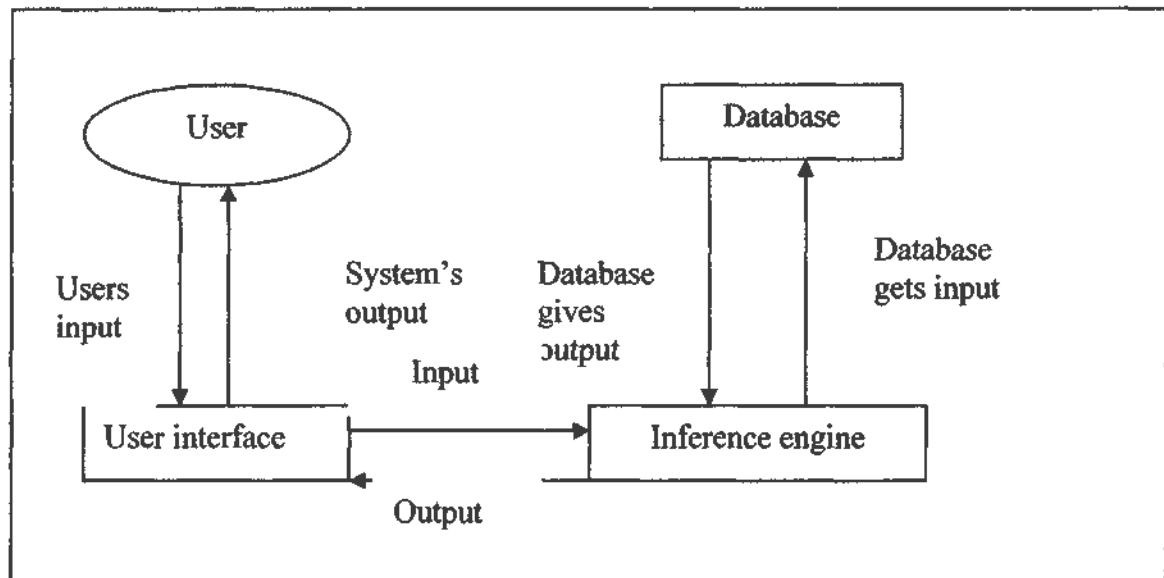 User
Database
Users
input
System's
output
Database
gives
output
Database
gets input
Input
User interface
Inference engine
Output